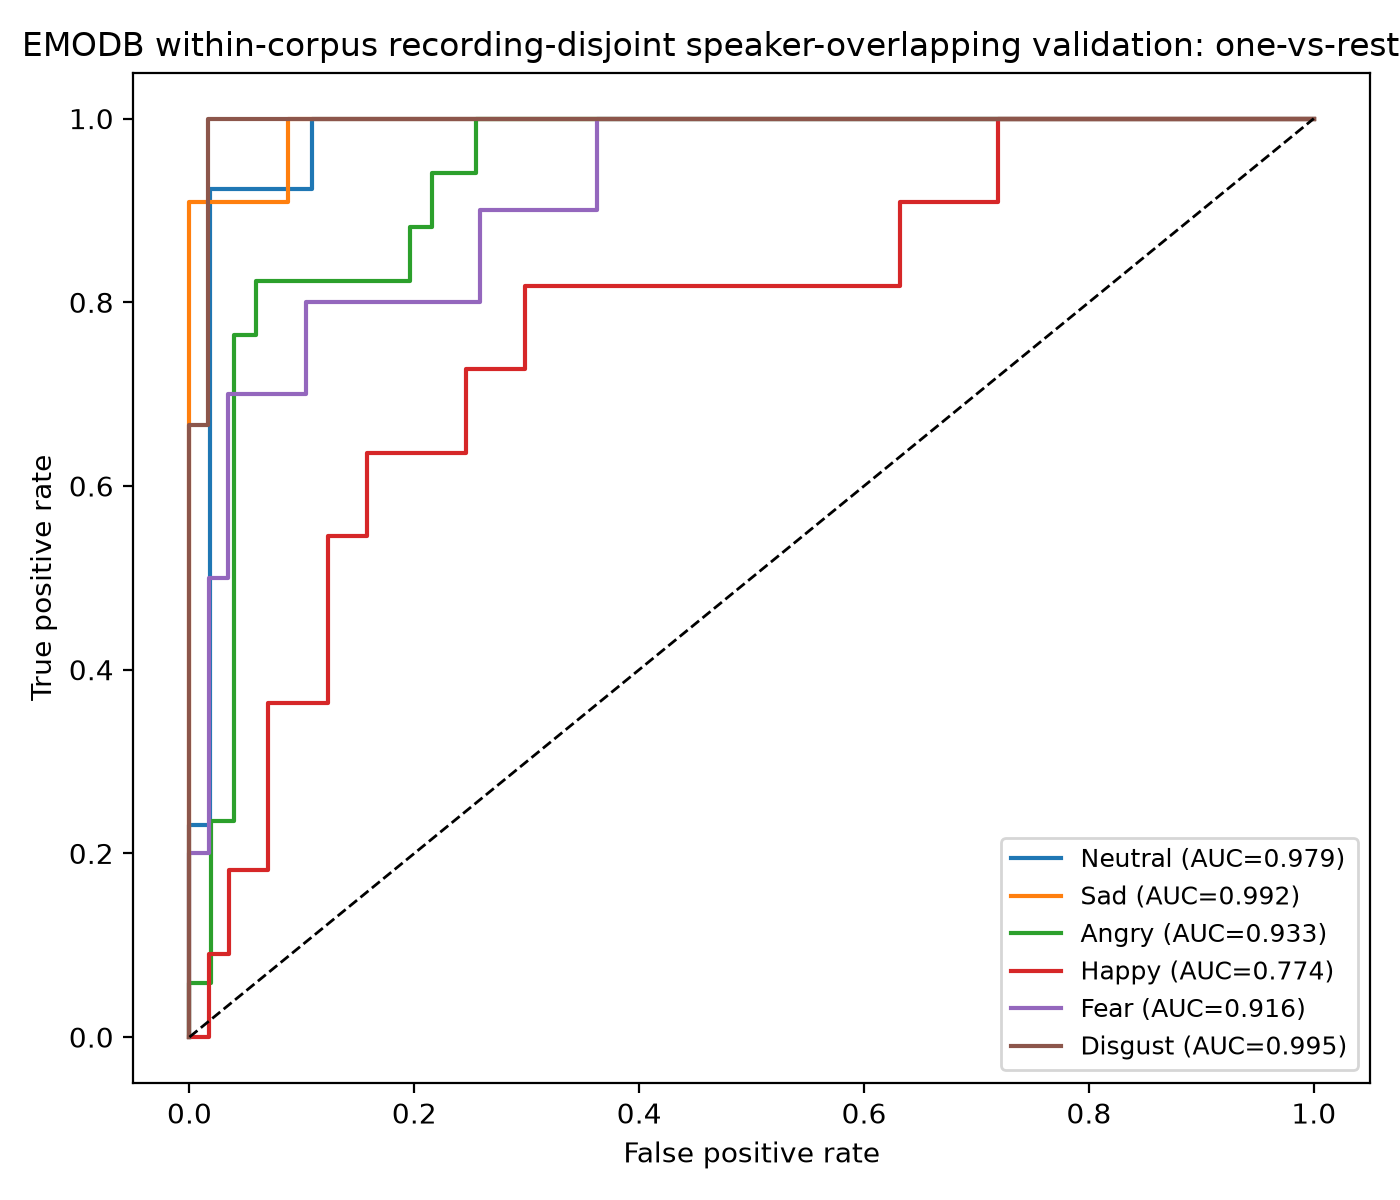 EMODB within-corpus recording-disjoint speaker-overlapping validation: one-vs-rest
1.0
0.8
0.6
0.4
0.2
0.0
True positive rate
Neutral (AUC=0.979)
Sad (AUC=0.992)
Angry (AUC=0.933)
Happy (AUC=0.774)
Fear (AUC=0.916)
Disgust (AUC=0.995)
0.0 0.2 0.4 0.6 0.8 1.0
False positive rate